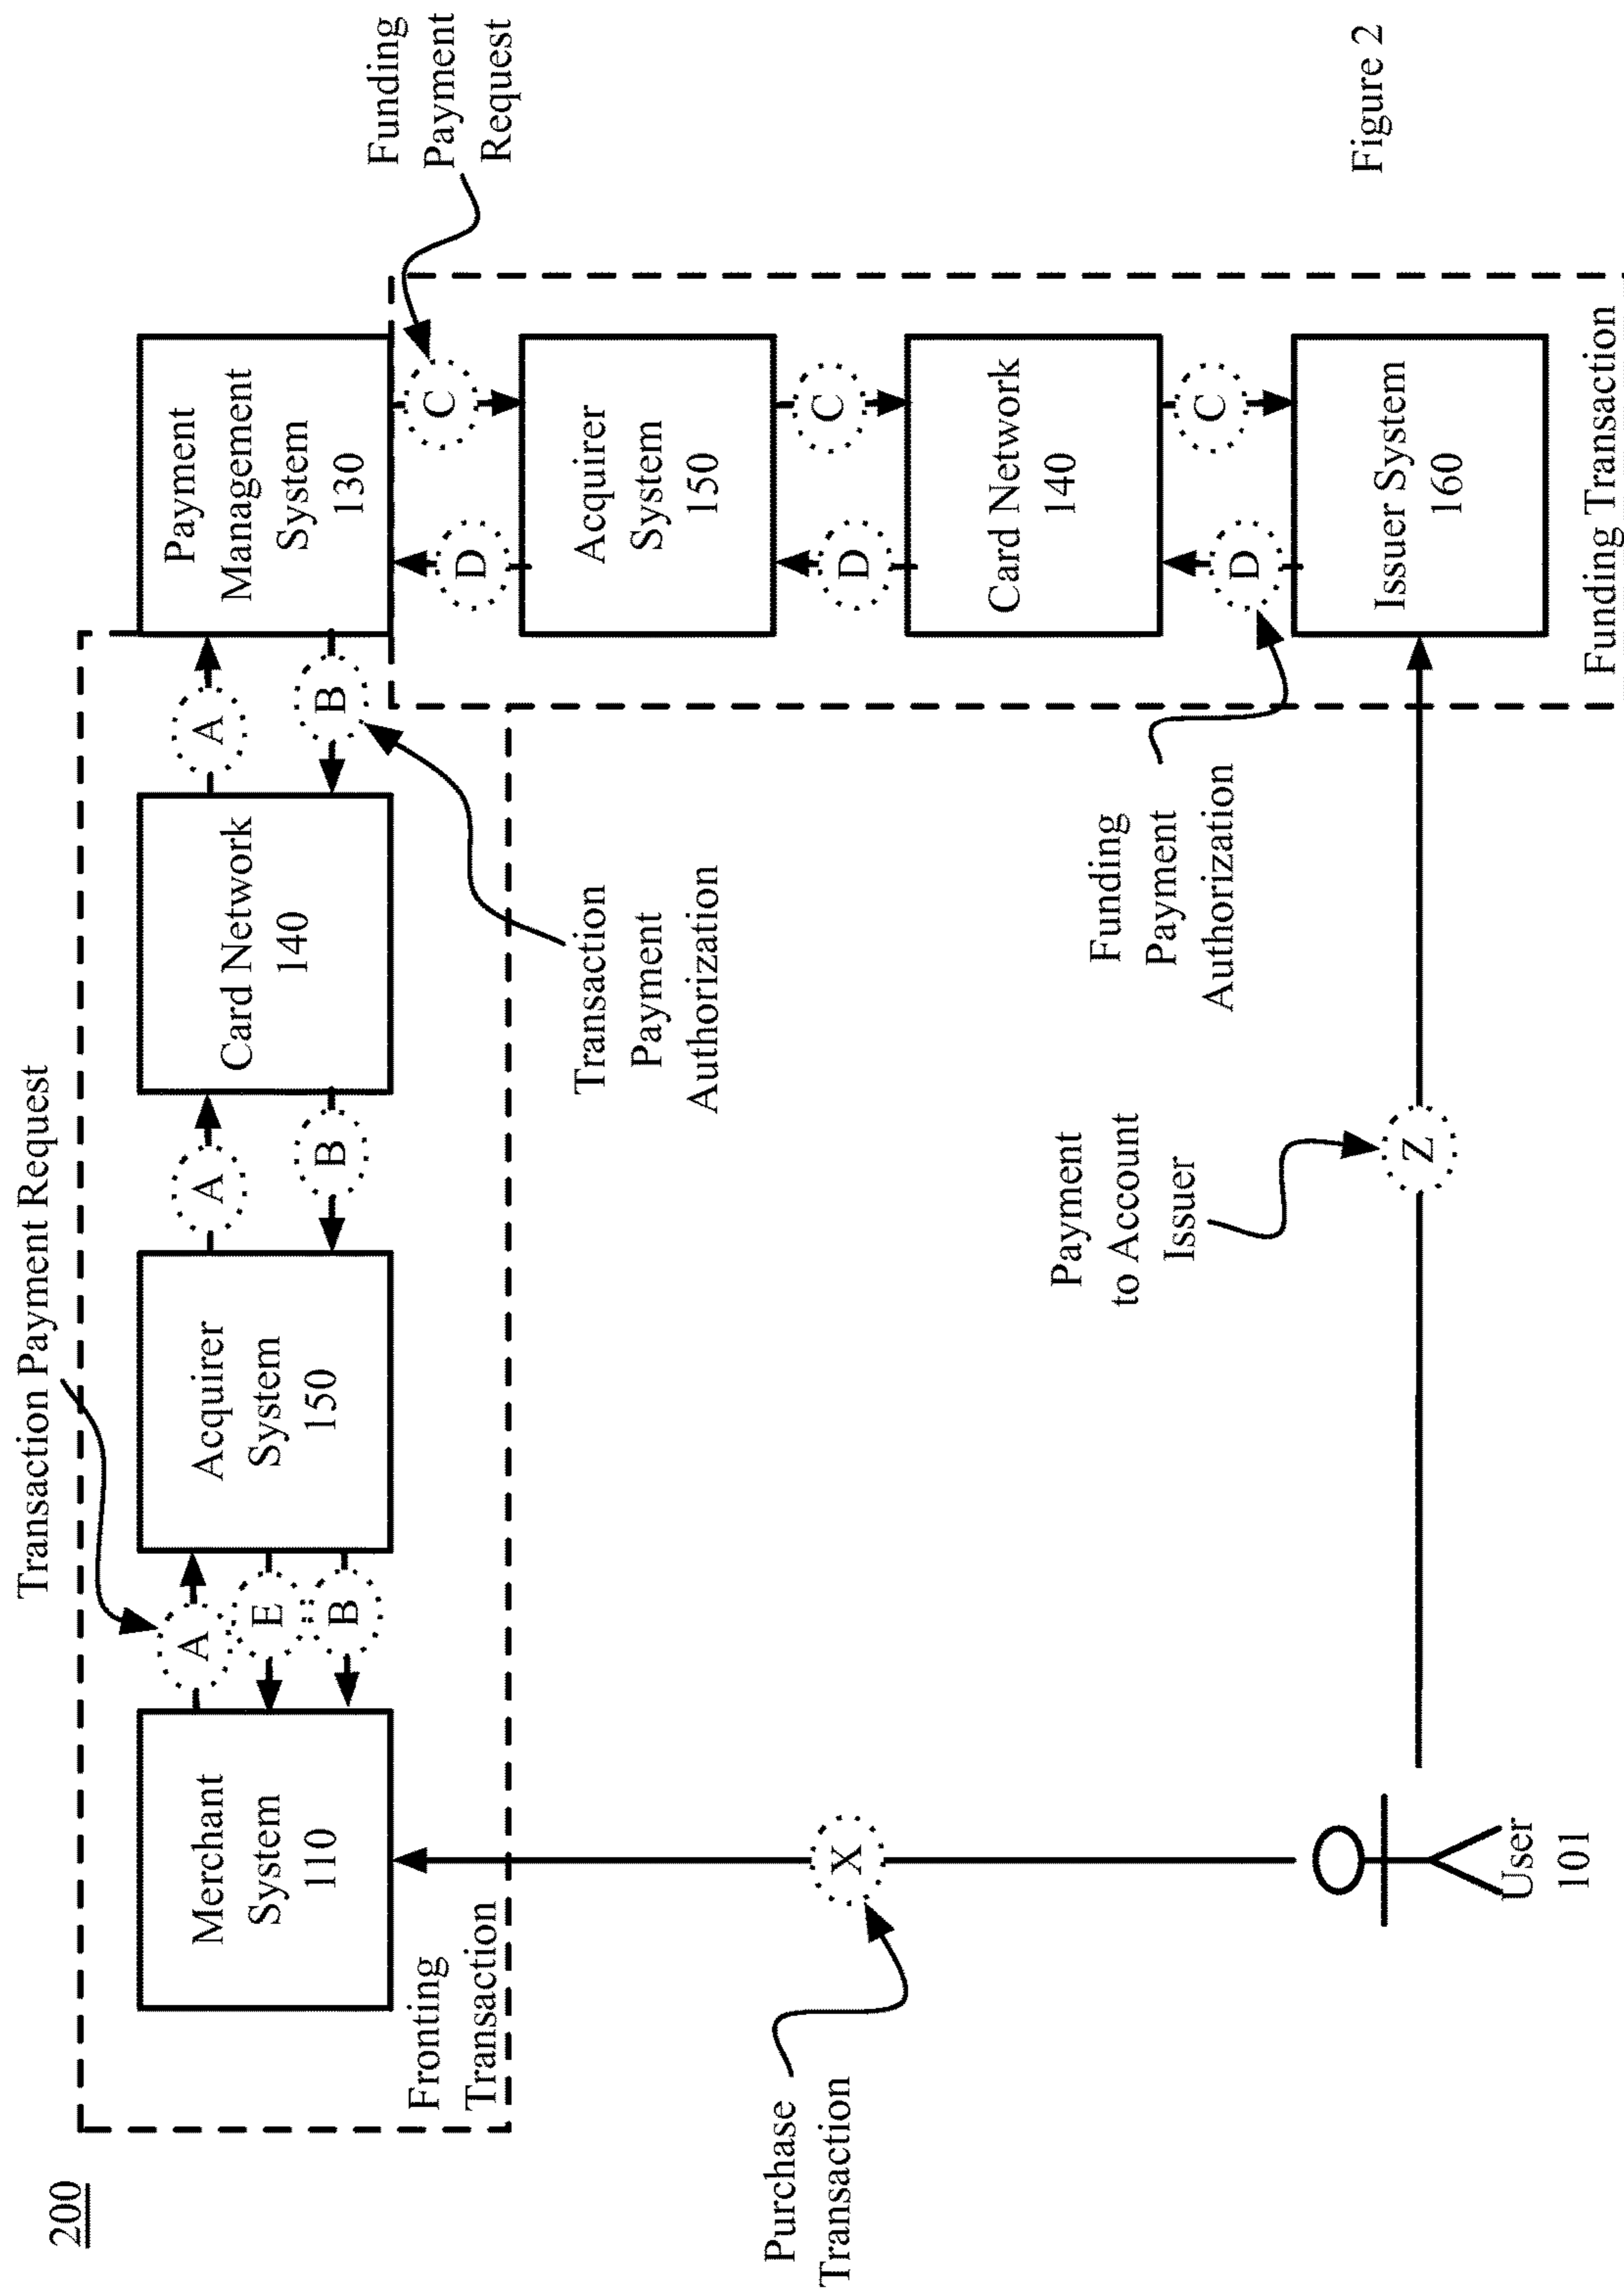 200
Transaction Payment Request
Merchant
System
110
A
E
B
Acquirer
System
150
A
B
Card Network
140
A
B
Payment
Management
System
130
Fronting
Transaction
Funding
Payment
Request
C
D
Transaction
Payment
Authorization
Acquirer
System
150
C
D
Purchase
Transaction
X
Card Network
140
Funding
Payment
Authorization
C
D
Payment
to Account
Issuer
Z
Issuer System
160
User
101
Funding Transaction
Figure 2